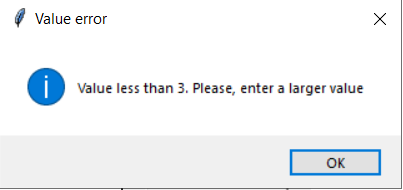 Value error
Value less than 3. Please, enter a larger value
OK